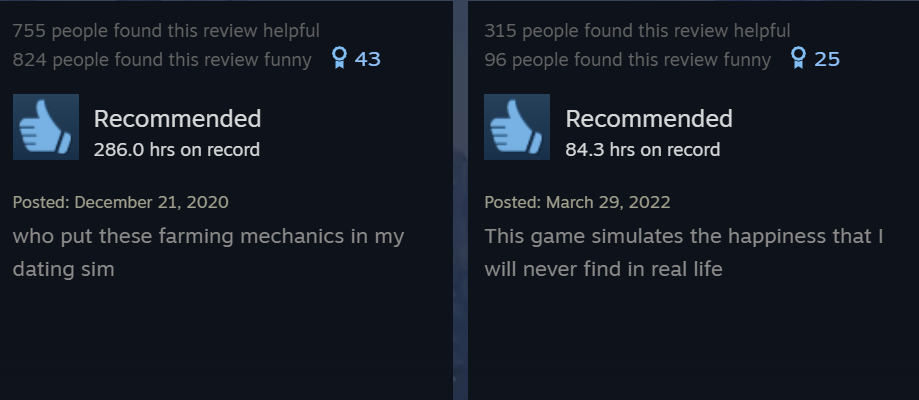 755 people found this review helpful
824 people found this review funny 43
Recommended
286.0 hrs on record
Posted: December 21, 2020
who put these farming mechanics in my
dating sim
315 people found this review helpful
96 people found this review funny 25
Recommended
84.3 hrs on record
Posted: March 29, 2022
This game simulates the happiness that I
will never find in real life